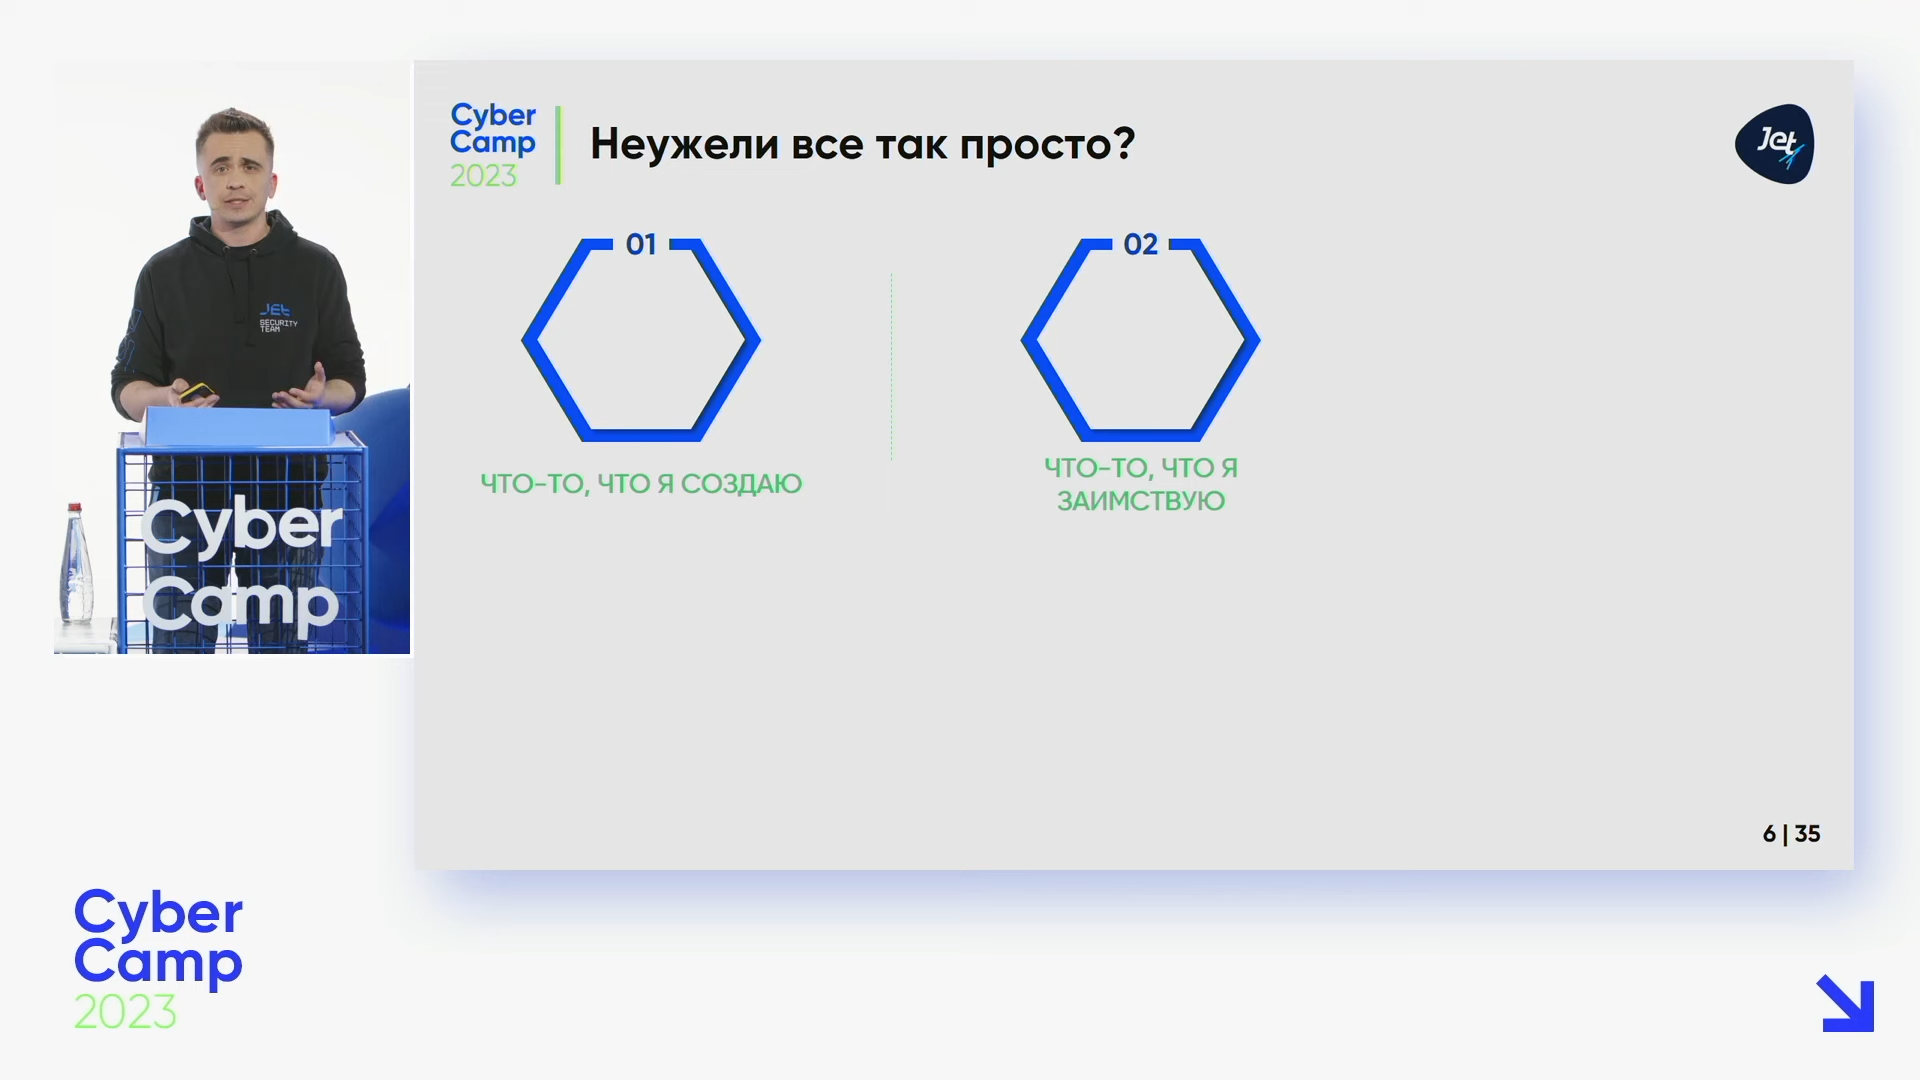 JEt
SECURITY
TEAM
Cyber
Camp
Cyber
Camp
2023
Неужели все так просто?
Jet
01
ЧТО-ТО, ЧТО Я СОЗДАЮ
02
ЧТО-ТО, ЧТО Я
ЗАИМСТВУЮ
6 | 35
Cyber
Camp
2023